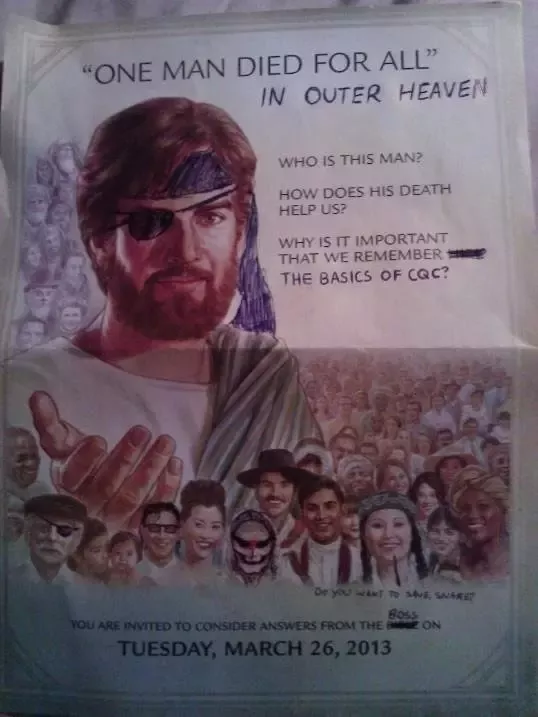 “ONE MAN DIED FOR ALL”
IN OUTER HEAVEN
WHO IS THIS MAN?
HOW DOES HIS DEATH
HELP US?
WHY IS IT IMPORTANT
THAT WE REMEMBER
THE BASICS OF CQC?
DO YOU WANT TO SAVE, SNAKE?
BOSS
YOU ARE INVITED TO CONSIDER ANSWERS FROM THE ON
TUESDAY, MARCH 26, 2013